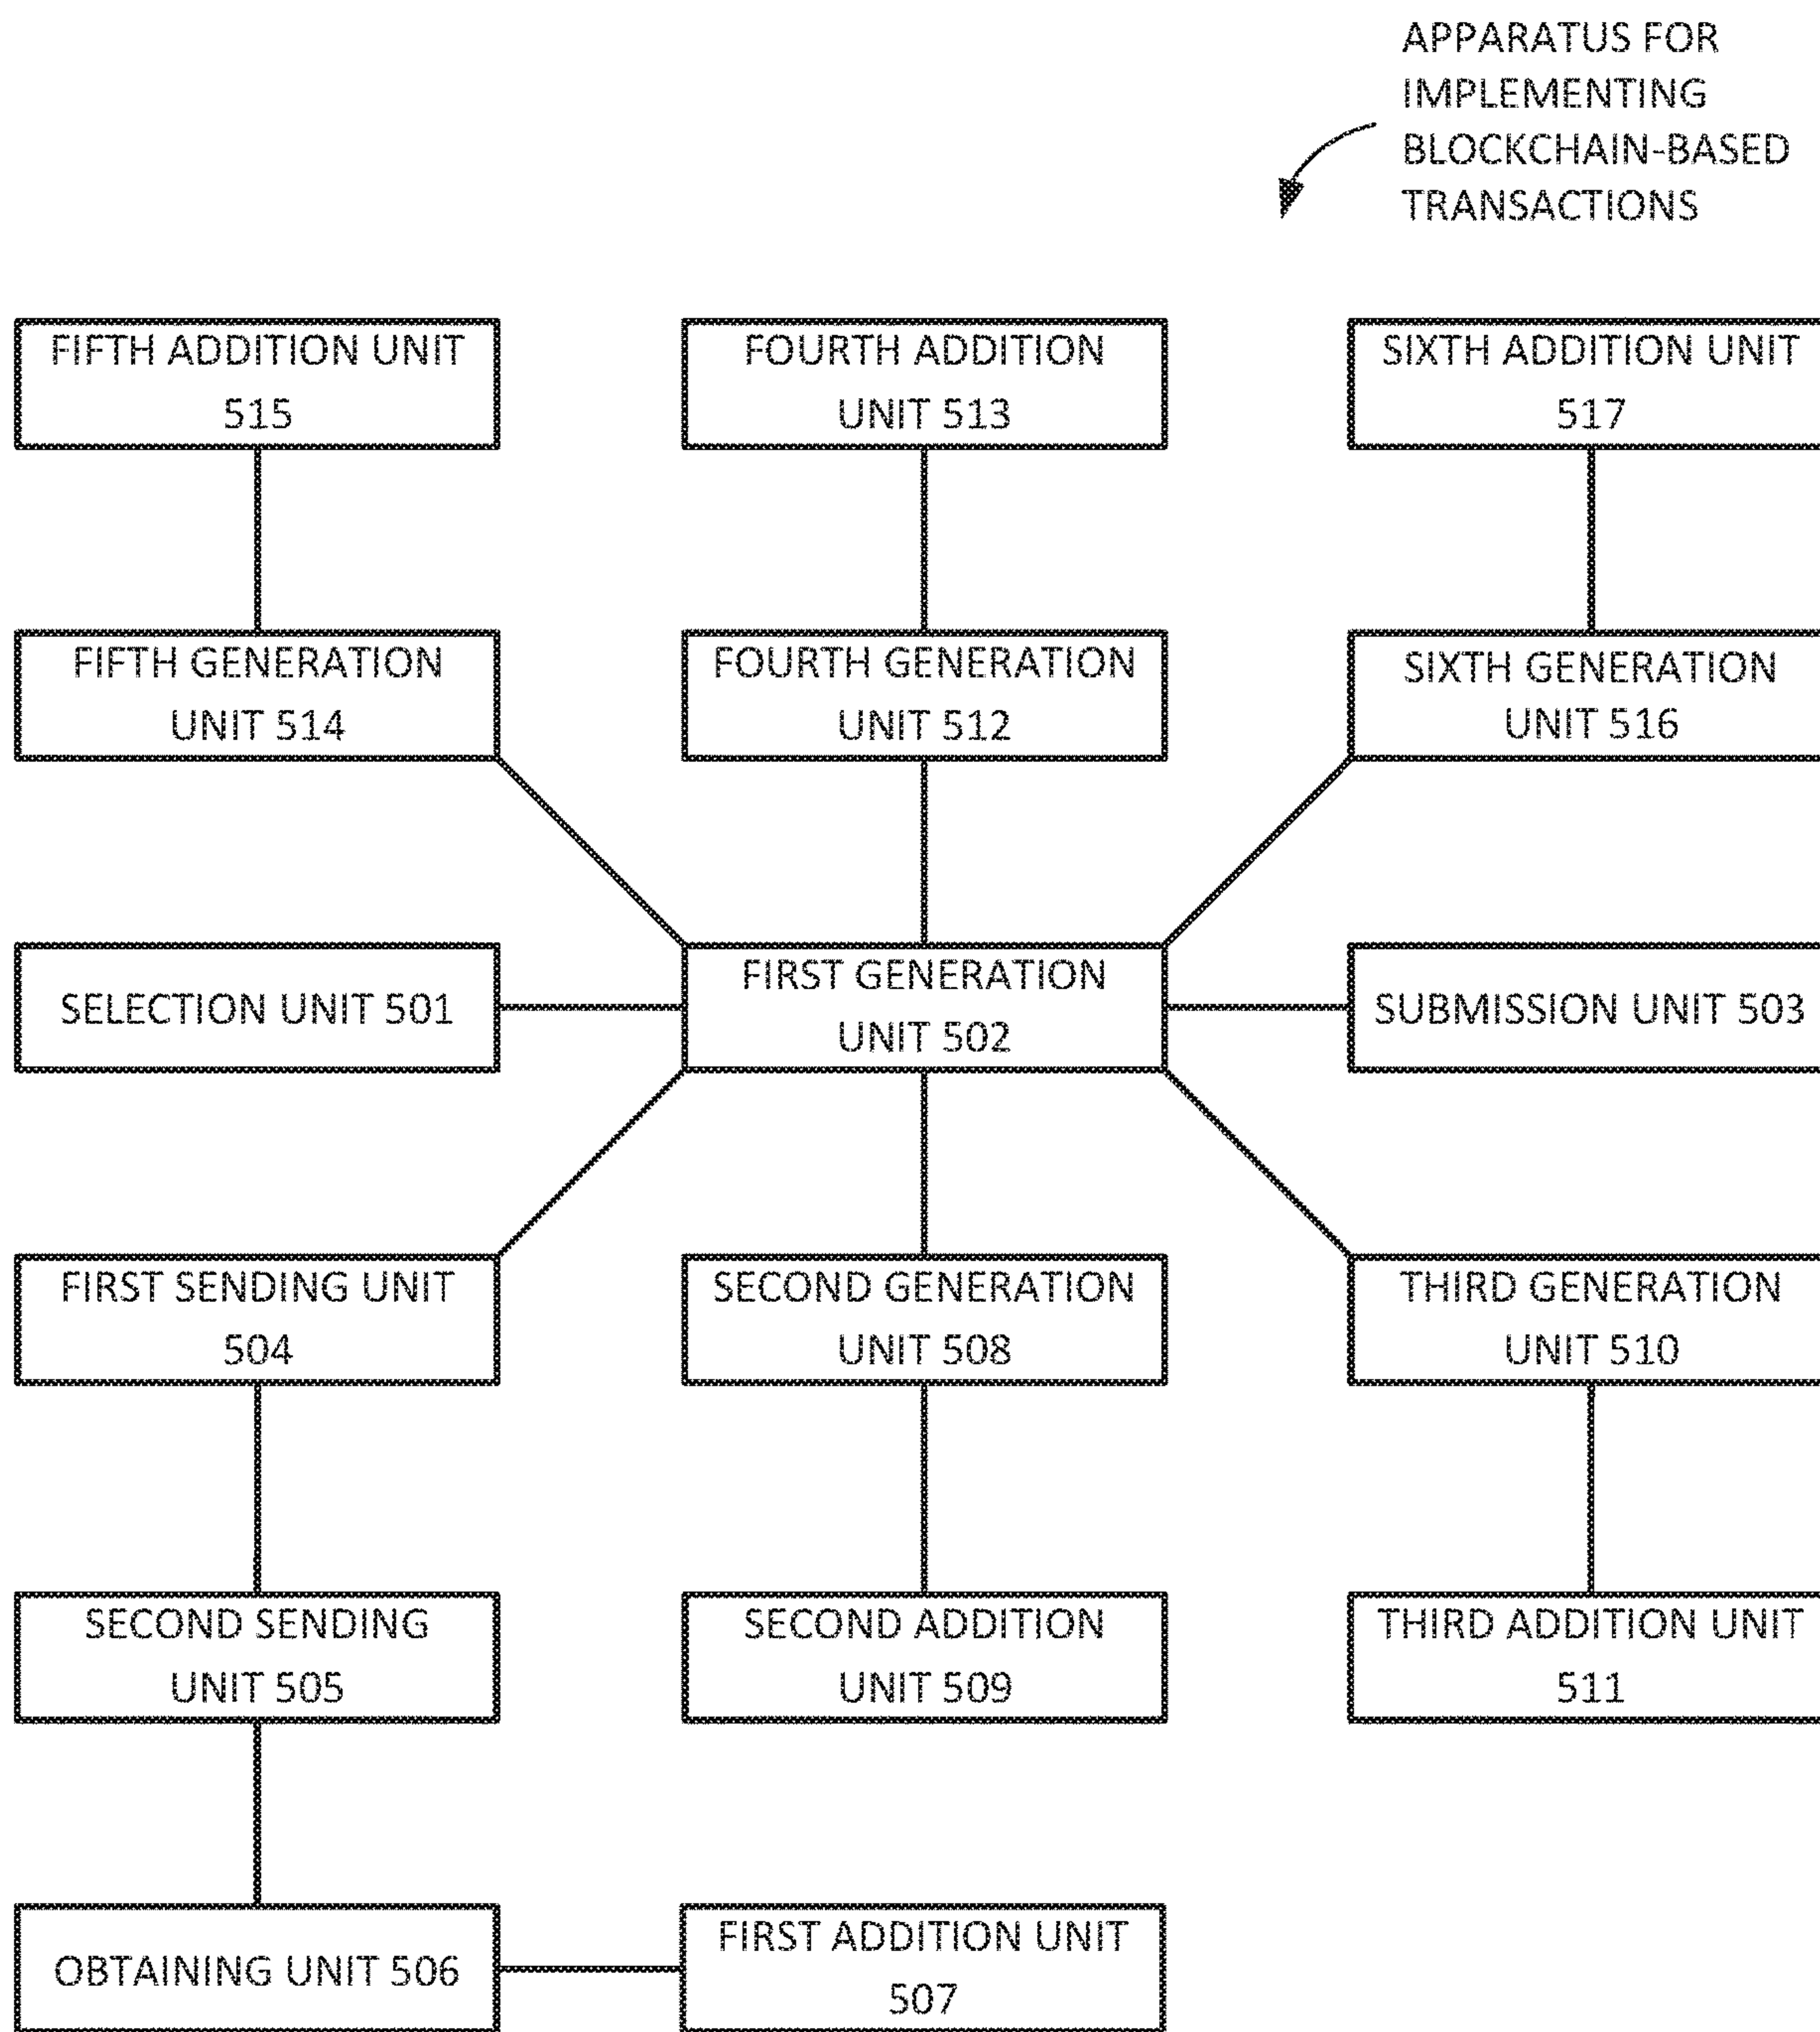 APPARATUS FOR
IMPLEMENTING
BLOCKCHAIN-BASED
TRANSACTIONS
FIFTH ADDITION UNIT
515
FOURTH ADDITION
UNIT 513
SIXTH ADDITION UNIT
517
FIFTH GENERATION
UNIT 514
FOURTH GENERATION
UNIT 512
SIXTH GENERATION
UNIT 516
SELECTION UNIT 501
FIRST GENERATION
UNIT 502
SUBMISSION UNIT 503
FIRST SENDING UNIT
504
SECOND GENERATION
UNIT 508
THIRD GENERATION
UNIT 510
SECOND SENDING
UNIT 505
SECOND ADDITION
UNIT 509
THIRD ADDITION UNIT
511
OBTAINING UNIT 506
FIRST ADDITION UNIT
507